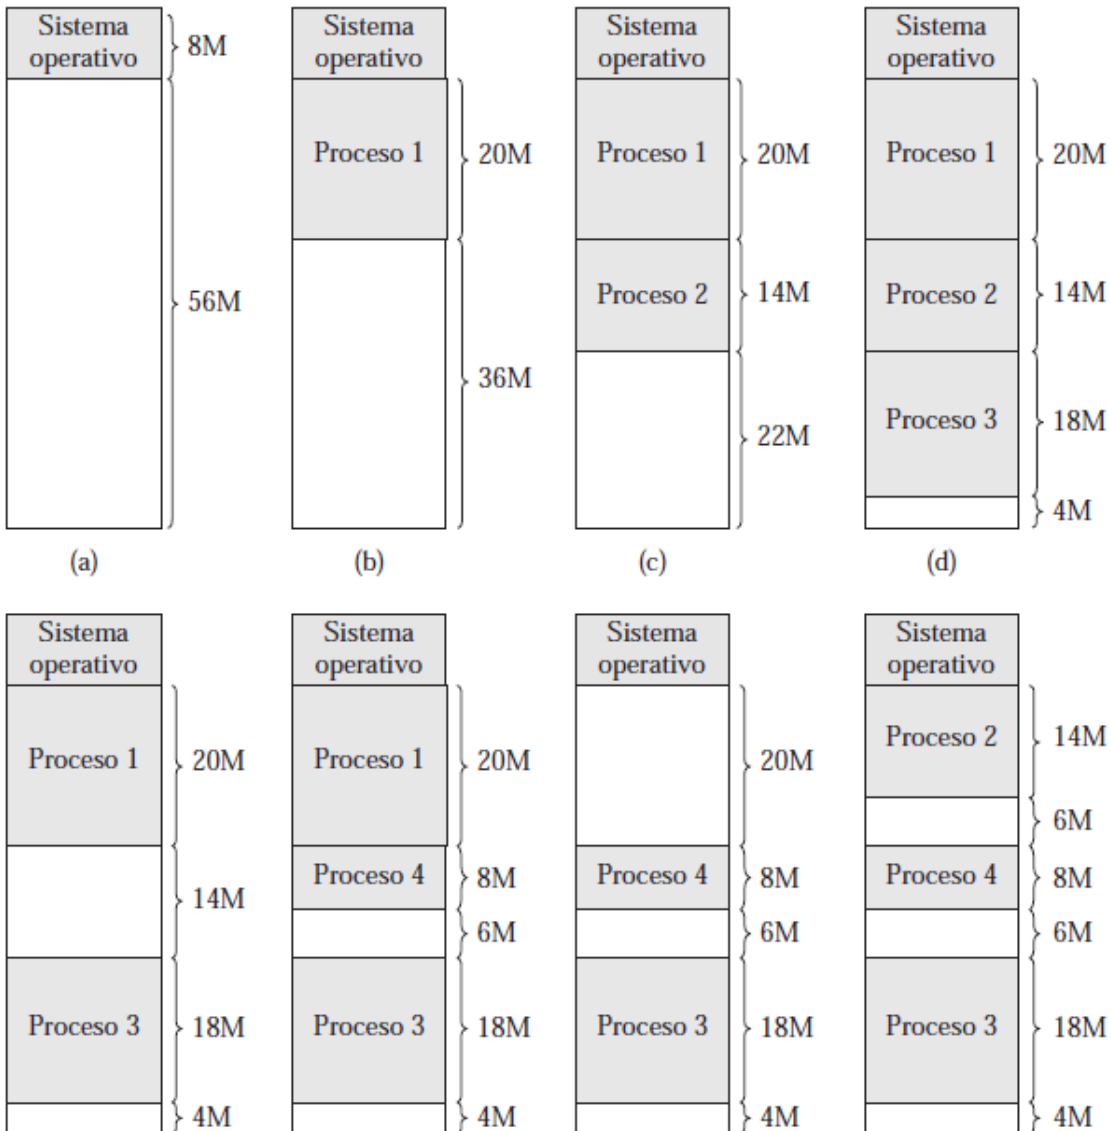 Sistema
operativo
8M
56M
(a)
Sistema
operativo
Proceso 1
20M
36M
(b)
Sistema
operativo
Proceso 1
20M
Proceso 2
14M
22M
(c)
Sistema
operativo
Proceso 1
20M
Proceso 2
14M
Proceso 3
18M
4M
(d)
Sistema
operativo
Proceso 1
20M
14M
Proceso 3
18M
4M
Sistema
operativo
Proceso 1
20M
Proceso 4
8M
6M
Proceso 3
18M
4M
Sistema
operativo
20M
Proceso 4
8M
6M
Proceso 3
18M
4M
Sistema
operativo
Proceso 2
14M
6M
Proceso 4
8M
6M
Proceso 3
18M
4M